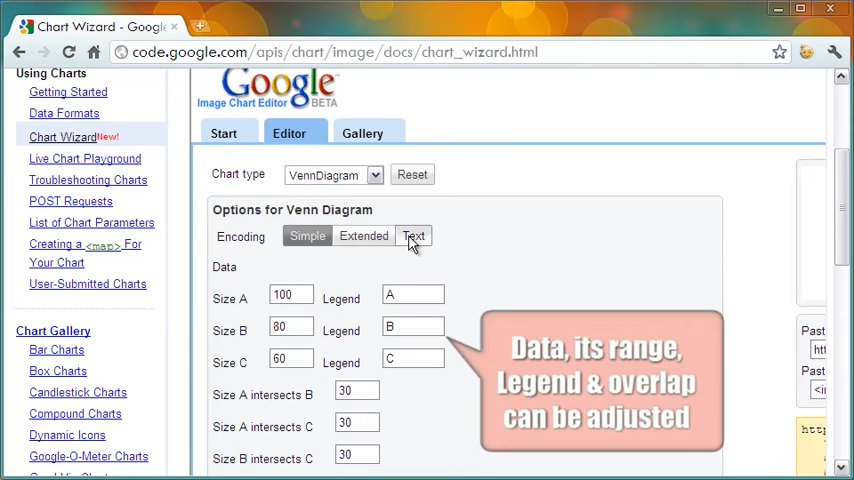 Chart Wizard - Google
code.google.com/apis/chart/image/docs/chart_wizard.html
Using Charts
Getting Started
Data Formats
Chart Wizard New!
Live Chart Playground
Troubleshooting Charts
POST Requests
List of Chart Parameters
Creating a <map> For
Your Chart
User-Submitted Charts
Chart Gallery
Bar Charts
Box Charts
Candlestick Charts
Compound Charts
Dynamic Icons
Google-O-Meter Charts
Google™
Image Chart Editor BETA
Start
Editor
Gallery
Chart type
VennDiagram
Reset
Options for Venn Diagram
Encoding
Simple
Extended
Text
Data
Size A 100 Legend A
Size B 80 Legend B
Size C 60 Legend C
Size A intersects B 30
Size A intersects C 30
Size B intersects C 30
Data, its range,
Legend & overlap
can be adjusted
Past
Past